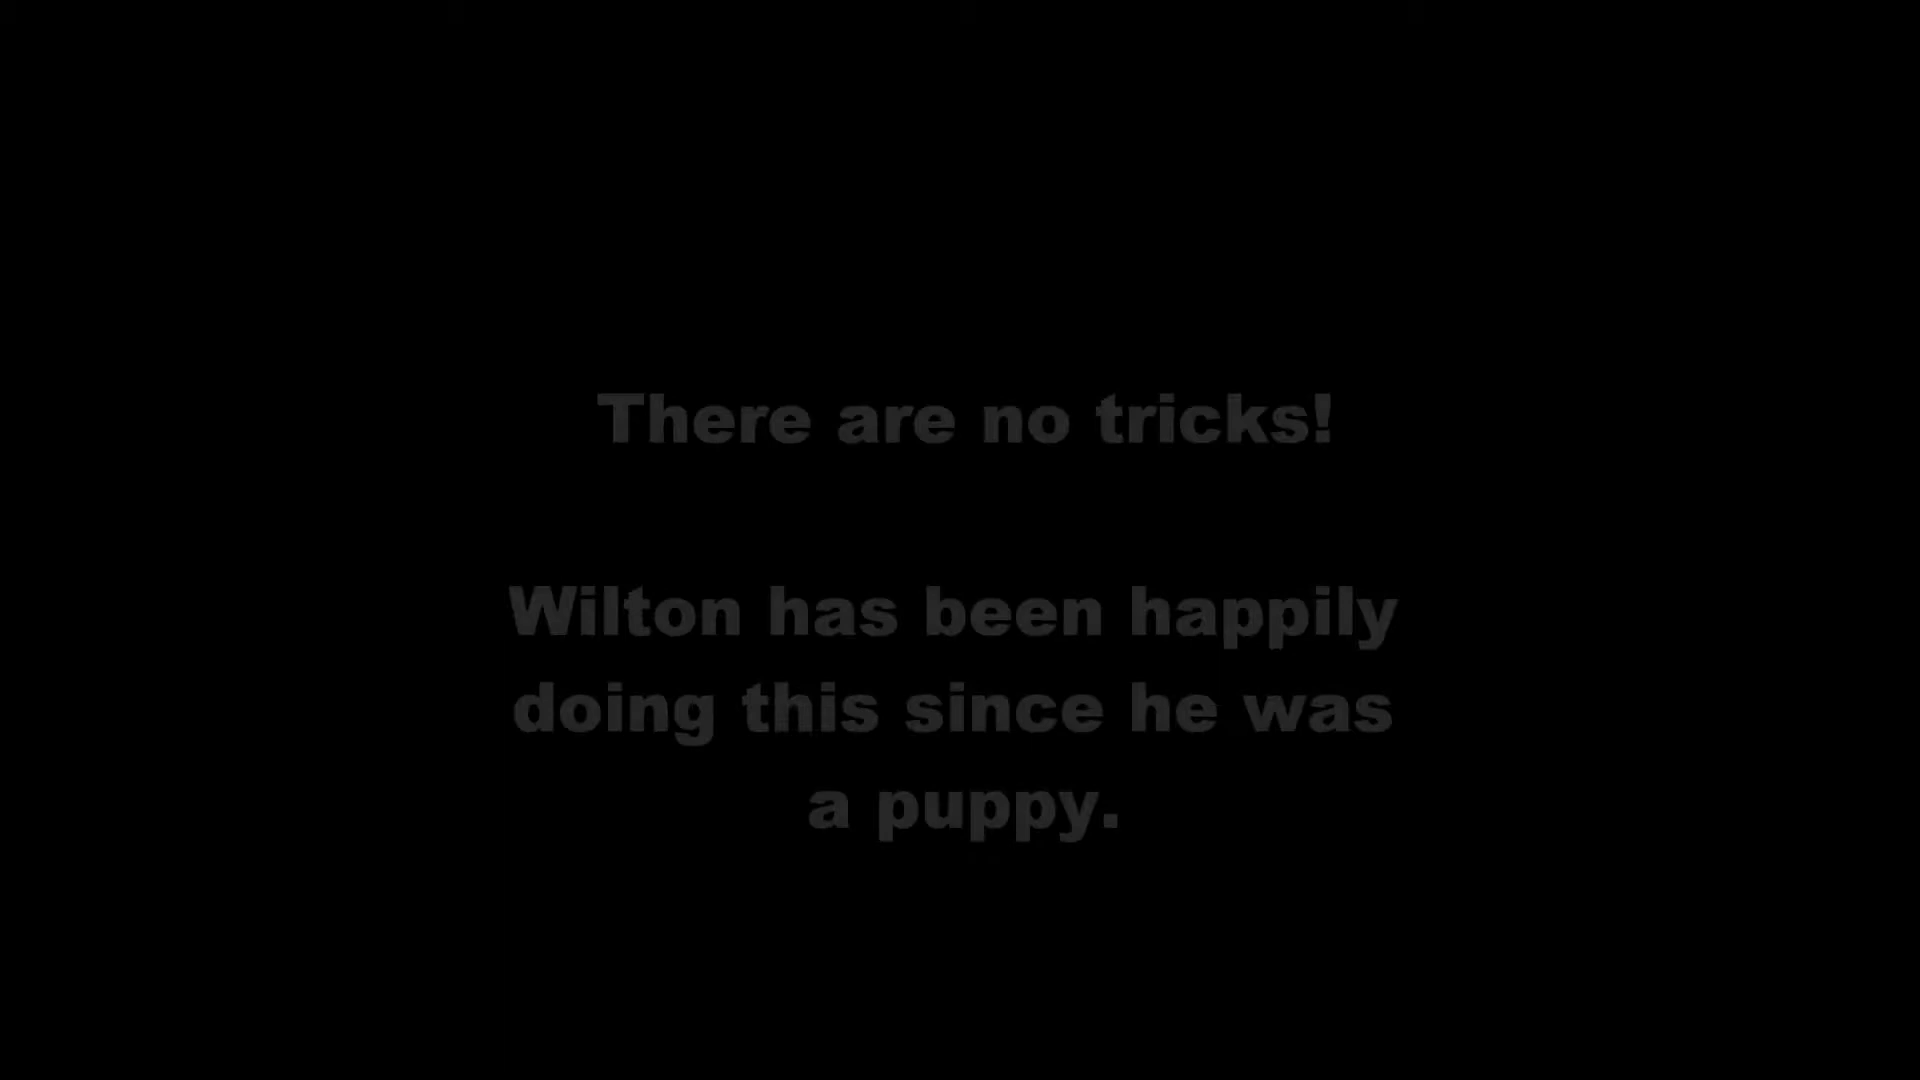 There are no tricks!
Wilton has been happily
doing this since he was
a puppy.